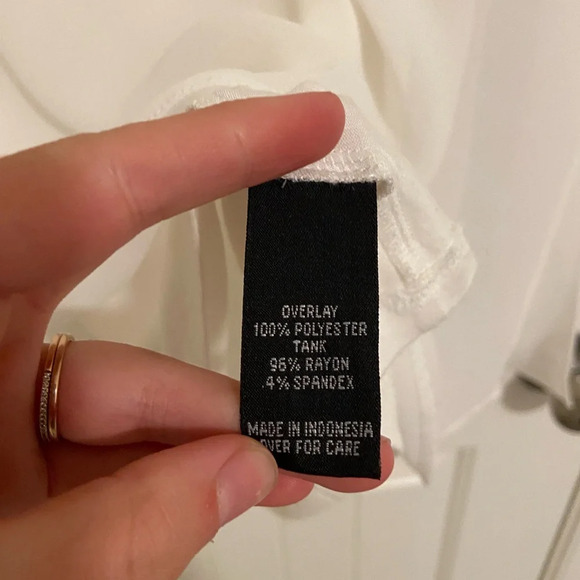 OVERLAY
100% POLYESTER
TANK
96% RAYON
4% SPANDEX
MADE IN INDONESIA
OVER FOR CARE